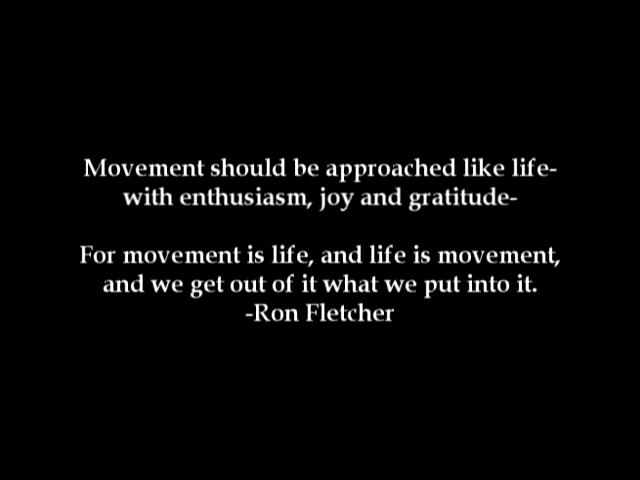 Movement should be approached like life-
with enthusiasm, joy and gratitude-
For movement is life, and life is movement,
and we get out of it what we put into it.
-Ron Fletcher